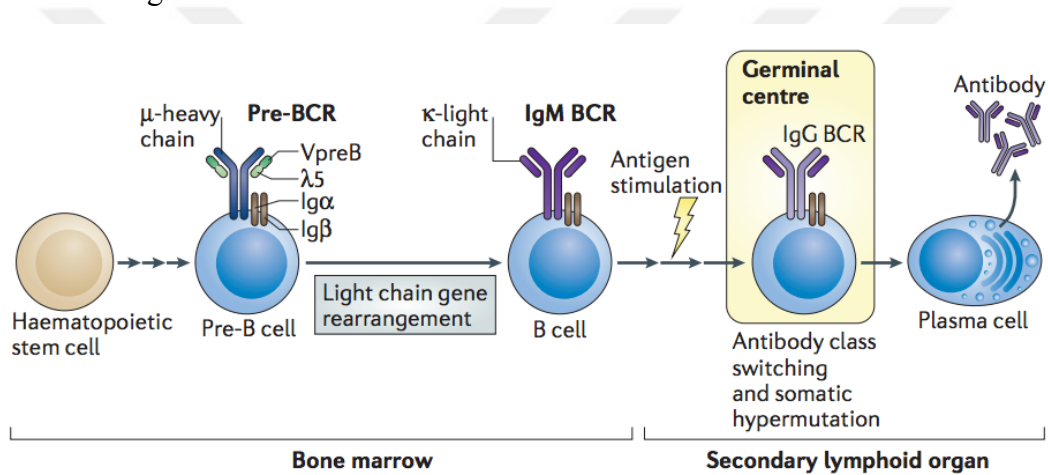 μ-heavy
chain
Pre-BCR
VpreB
λ5
Igα
Igβ
κ-light
chain
IgM BCR
Antigen
stimulation
Germinal
centre
IgG BCR
Antibody
Haematopoietic
stem cell
Pre-B cell
Light chain gene
rearrangement
B cell
Antibody class
switching
and somatic
hypermutation
Plasma cell
Bone marrow
Secondary lymphoid organ